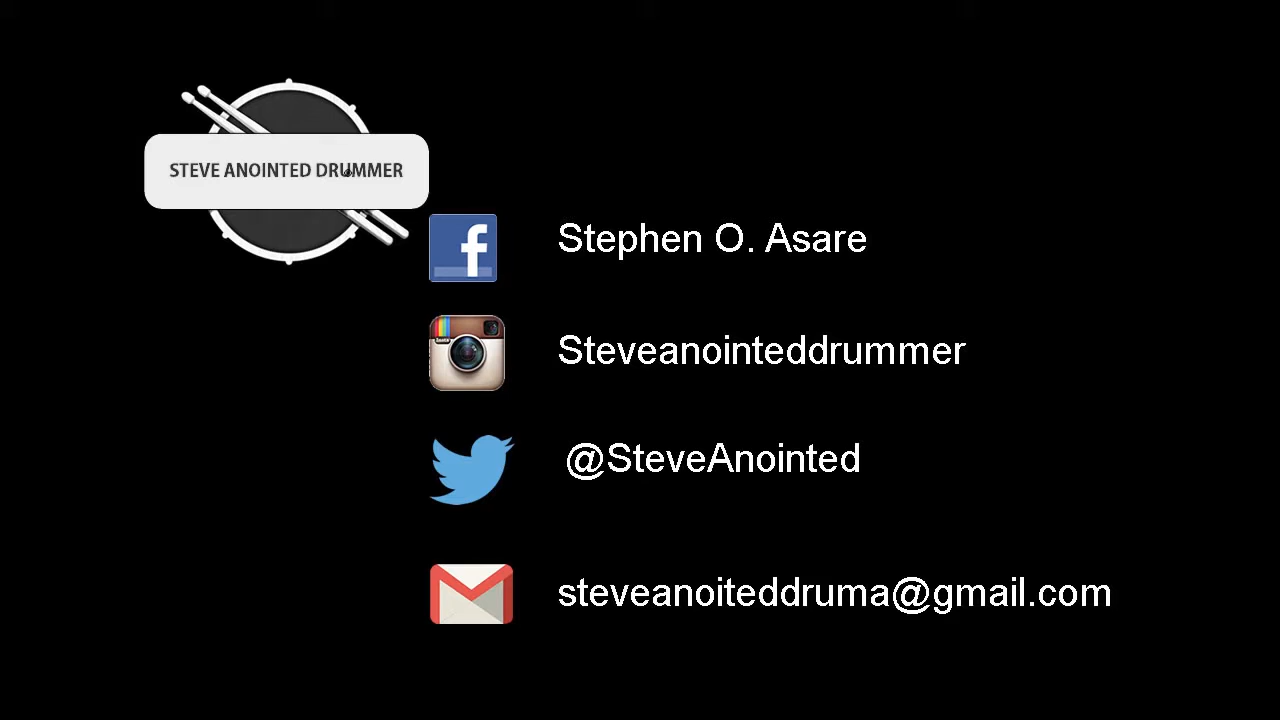 STEVE ANOINTED DRUMMER
Stephen O. Asare
Steveanointeddrummer
@SteveAnointed
steveanoiteddruma@gmail.com